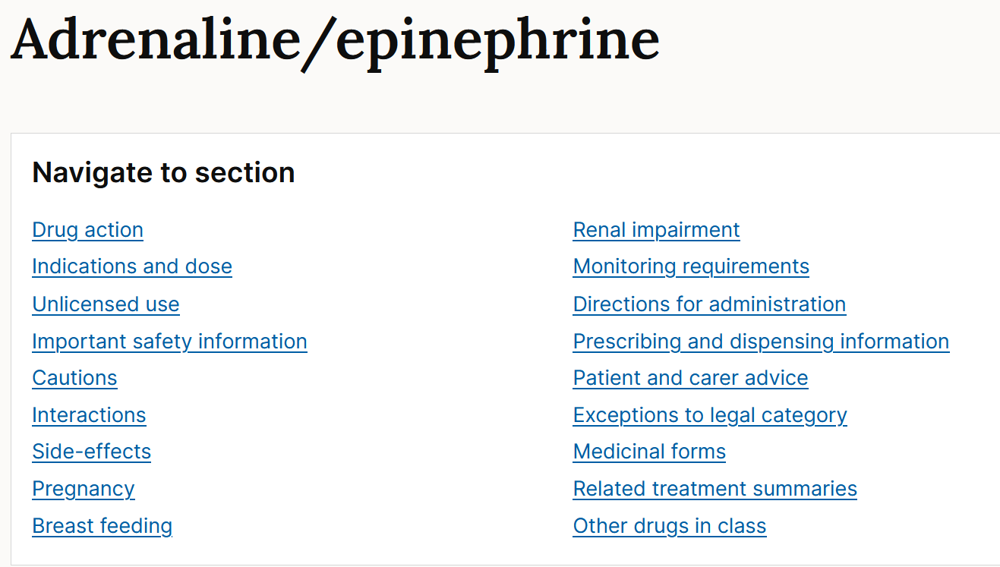 Adrenaline/epinephrine
Navigate to section
Drug action
Indications and dose
Unlicensed use
Important safety information
Cautions
Interactions
Side-effects
Pregnancy
Breast feeding
Renal impairment
Monitoring requirements
Directions for administration
Prescribing and dispensing information
Patient and carer advice
Exceptions to legal category
Medicinal forms
Related treatment summaries
Other drugs in class